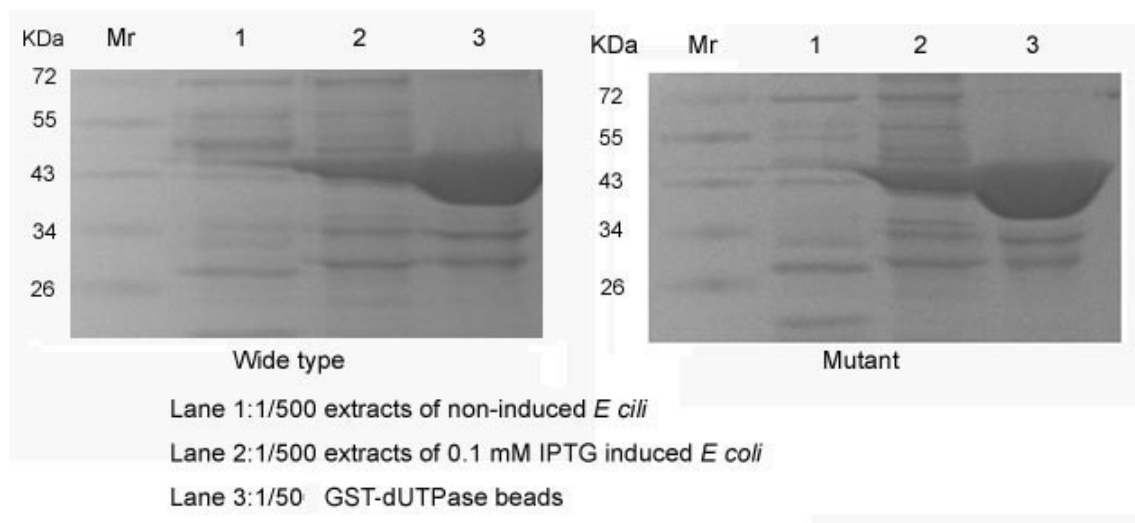 KDa Mr 1 2 3
72
55
43
34
26
Wide type
KDa Mr 1 2 3
72
55
43
34
26
Mutant
Lane 1:1/500 extracts of non-induced E cili
Lane 2:1/500 extracts of 0.1 mM IPTG induced E coli
Lane 3:1/50 GST-dUTPase beads